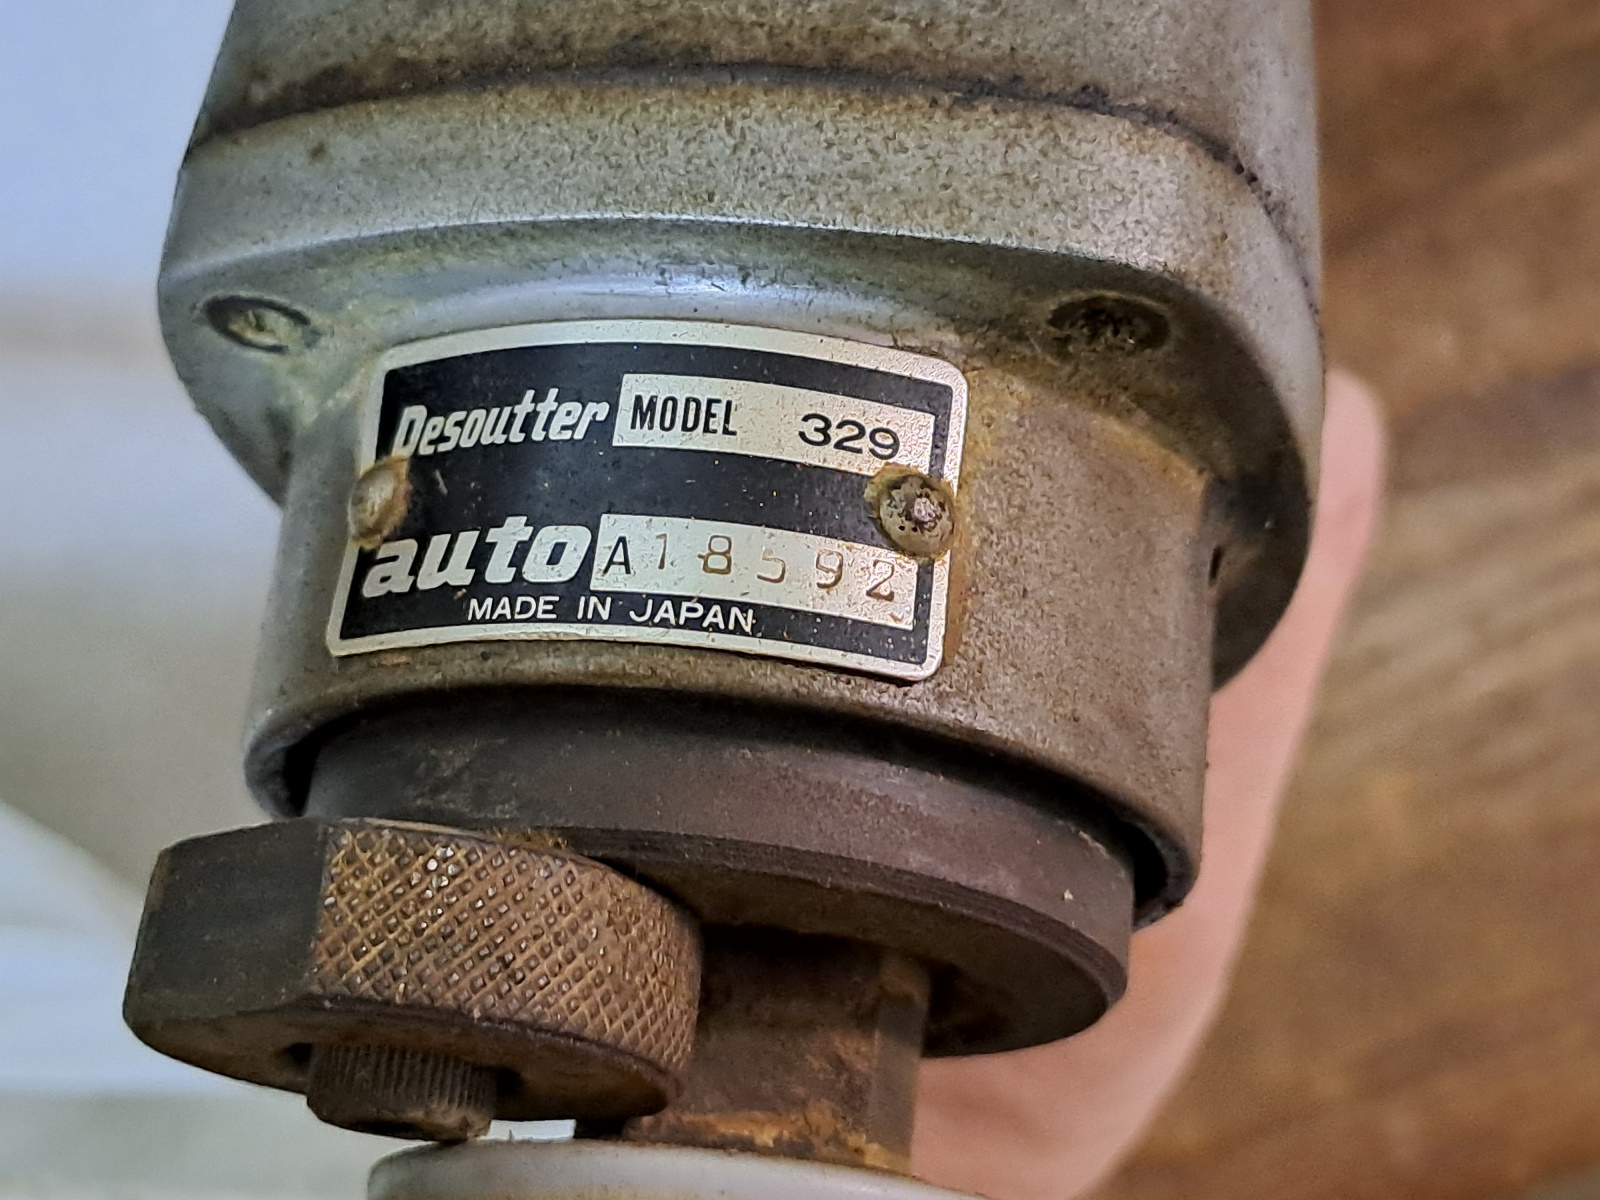 Desoutter MODEL 329
auto A18592
MADE IN JAPAN